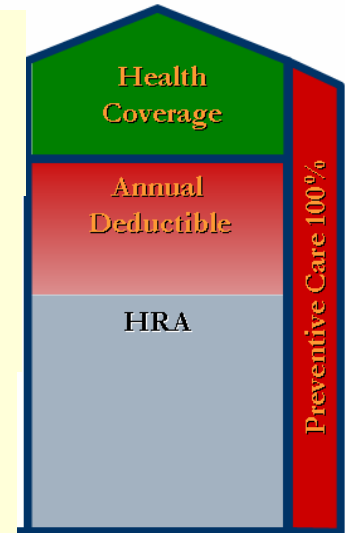 Health
Coverage
Annual
Deductible
HRA
Preventive Care 100%